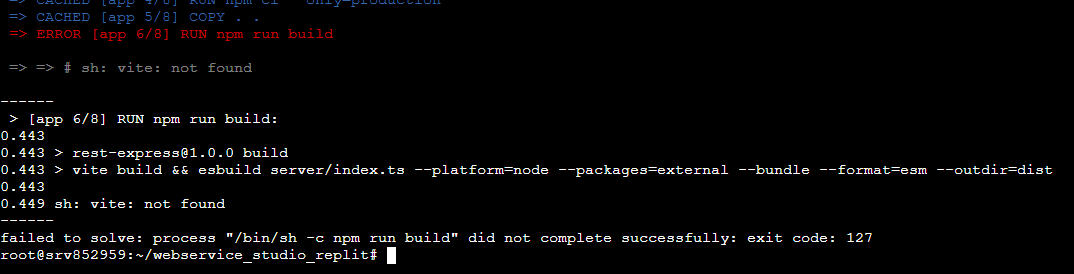 => CACHED [app 4/8] RUN npm ci --only=production
=> CACHED [app 5/8] COPY . .
=> ERROR [app 6/8] RUN npm run build
=> => # sh: vite: not found
------
> [app 6/8] RUN npm run build:
0.443
0.443 > rest-express@1.0.0 build
0.443 > vite build && esbuild server/index.ts --platform=node --packages=external --bundle --format=esm --outdir=dist
0.443
0.449 sh: vite: not found
------
failed to solve: process "/bin/sh -c npm run build" did not complete successfully: exit code: 127
root@srv852959:~/webservice_studio_replit#